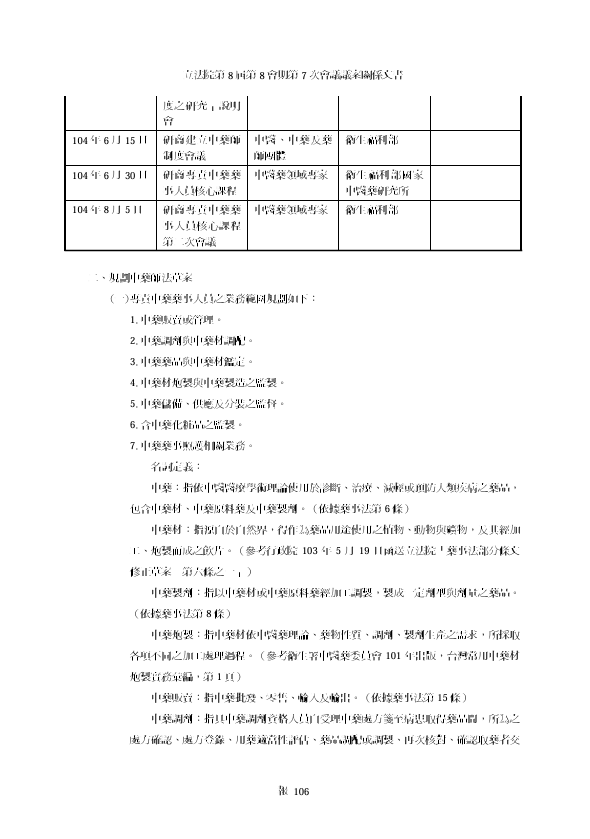 立法院第 8 屆第 8 會期第 7 次會議議案關係文書
度之研究」說明
會
104 年 6 月 15 日 研商建立中藥師 中醫、中藥及藥 衛生福利部
制度會議 師團體
104 年 6 月 30 日 研商專責中藥藥 中醫藥領域專家 衛生福利部國家
事人員核心課程 中醫藥研究所
104 年 8 月 5 日 研商專責中藥藥 中醫藥領域專家 衛生福利部
事人員核心課程
第二次會議
二、規劃中藥師法草案
(一)專責中藥藥事人員之業務範圍規劃如下：
1.中藥販賣或管理。
2.中藥調劑與中藥材調配。
3.中藥藥品與中藥材鑑定。
4.中藥材炮製與中藥製造之監製。
5.中藥儲備、供應及分裝之監督。
6.含中藥化粧品之監製。
7.中藥藥事照護相關業務。
名詞定義：
中藥：指依中醫醫療學術理論使用於診斷、治療、減輕或預防人類疾病之藥品，
包含中藥材、中藥原料藥及中藥製劑。（依據藥事法第 6 條）
中藥材：指源自於自然界，得作為藥品用途使用之植物、動物與礦物，及其經加
工、炮製而成之飲片。（參考行政院 103 年 5 月 19 日函送立法院「藥事法部分條文
修正草案　第六條之一」）
中藥製劑：指以中藥材或中藥原料藥經加工調製，製成一定劑型與劑量之藥品。
（依據藥事法第 8 條）
中藥炮製：指中藥材依中醫藥理論、藥物性質、調劑、製劑生產之需求，所採取
各項不同之加工處理過程。（參考衛生署中醫藥委員會 101 年出版，台灣常用中藥材
炮製實務彙編，第 1 頁）
中藥販賣：指中藥批發、零售、輸入及輸出。（依據藥事法第 15 條）
中藥調劑：指具中藥調劑資格人員自受理中藥處方箋至病患取得藥品間，所為之
處方確認、處方登錄、用藥適當性評估、藥品調配或調製、再次核對、確認取藥者交
報 106